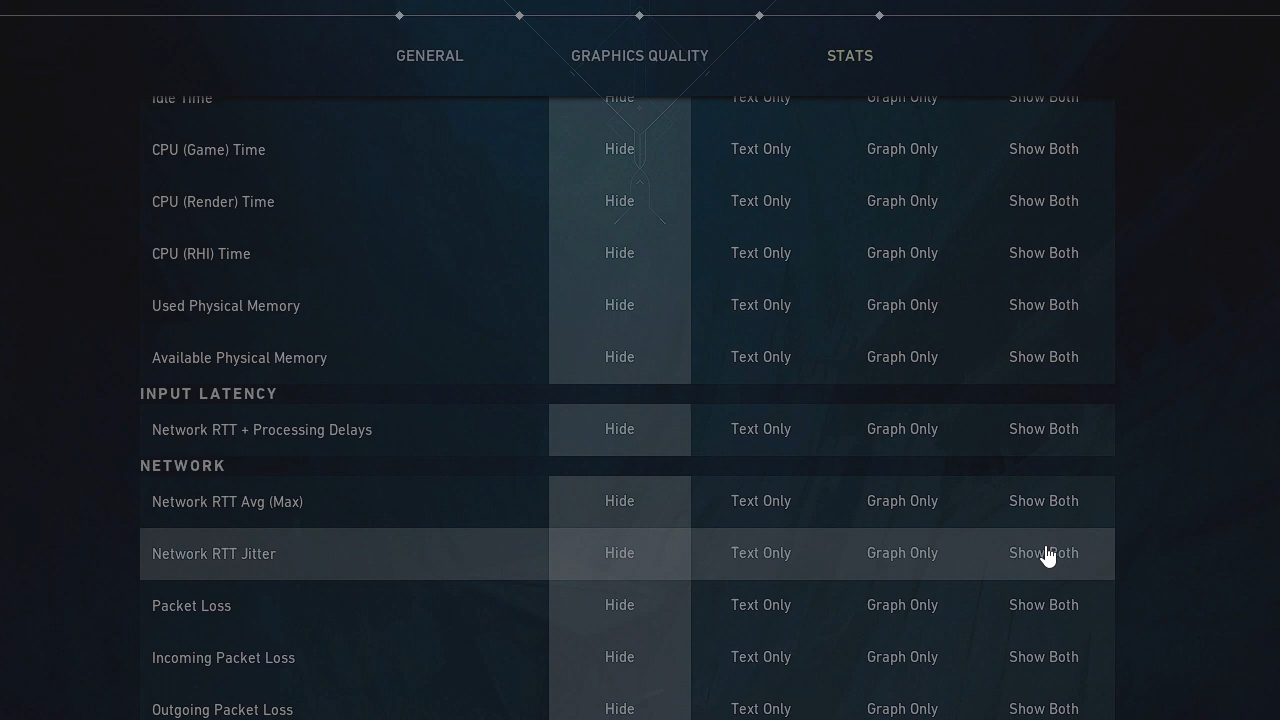 GENERAL GRAPHICS QUALITY STATS
Idle Time Hide Text Only Graph Only Show Both
CPU (Game) Time Hide Text Only Graph Only Show Both
CPU (Render) Time Hide Text Only Graph Only Show Both
CPU (RHI) Time Hide Text Only Graph Only Show Both
Used Physical Memory Hide Text Only Graph Only Show Both
Available Physical Memory Hide Text Only Graph Only Show Both
INPUT LATENCY
Network RTT + Processing Delays Hide Text Only Graph Only Show Both
NETWORK
Network RTT Avg (Max) Hide Text Only Graph Only Show Both
Network RTT Jitter Hide Text Only Graph Only Show Both
Packet Loss Hide Text Only Graph Only Show Both
Incoming Packet Loss Hide Text Only Graph Only Show Both
Outgoing Packet Loss Hide Text Only Graph Only Show Both